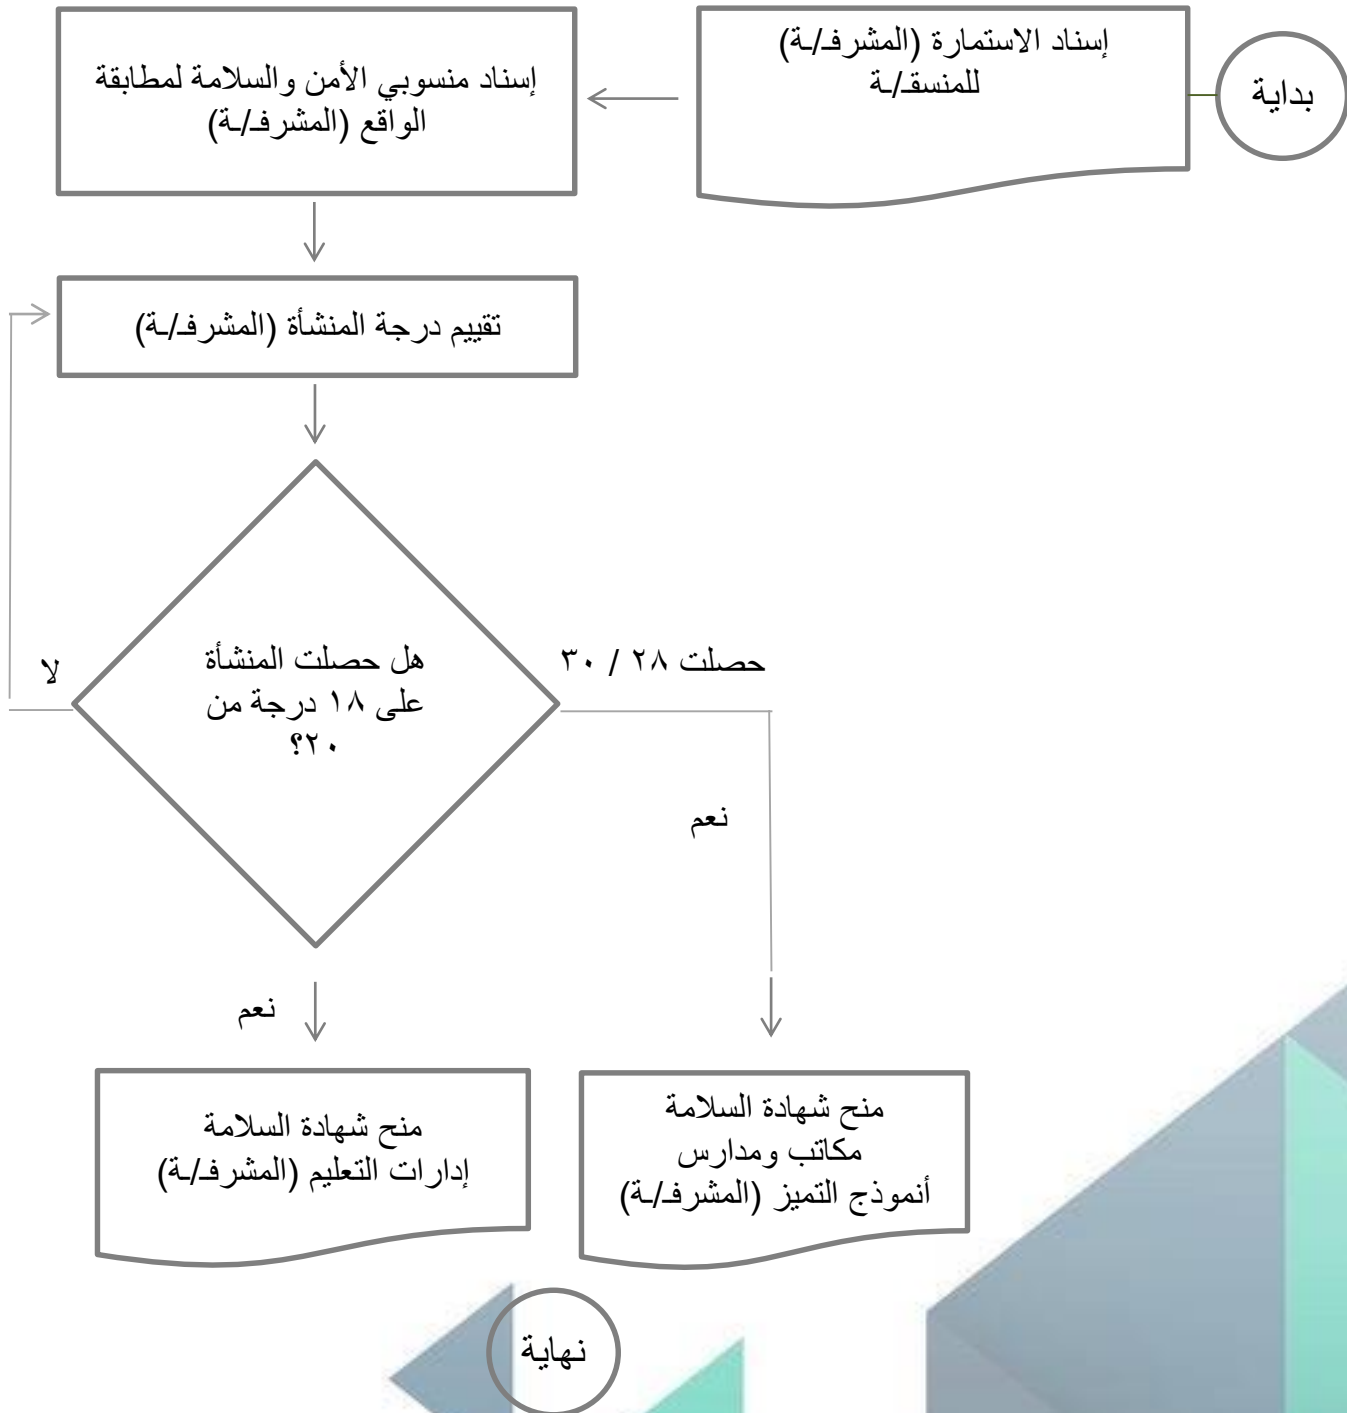 بداية
إسناد الاستمارة (المشرفـ/ـة)
للمنسقـ/ـة
إسناد منسوبي الأمن والسلامة لمطابقة
الواقع (المشرفـ/ـة)
تقييم درجة المنشأة (المشرفـ/ـة)
هل حصلت المنشأة
على ١٨ درجة من
٢٠؟
لا
حصلت ٢٨ / ٣٠
نعم
نعم
منح شهادة السلامة
مكاتب ومدارس
أنموذج التميز (المشرفـ/ـة)
منح شهادة السلامة
إدارات التعليم (المشرفـ/ـة)
نهاية